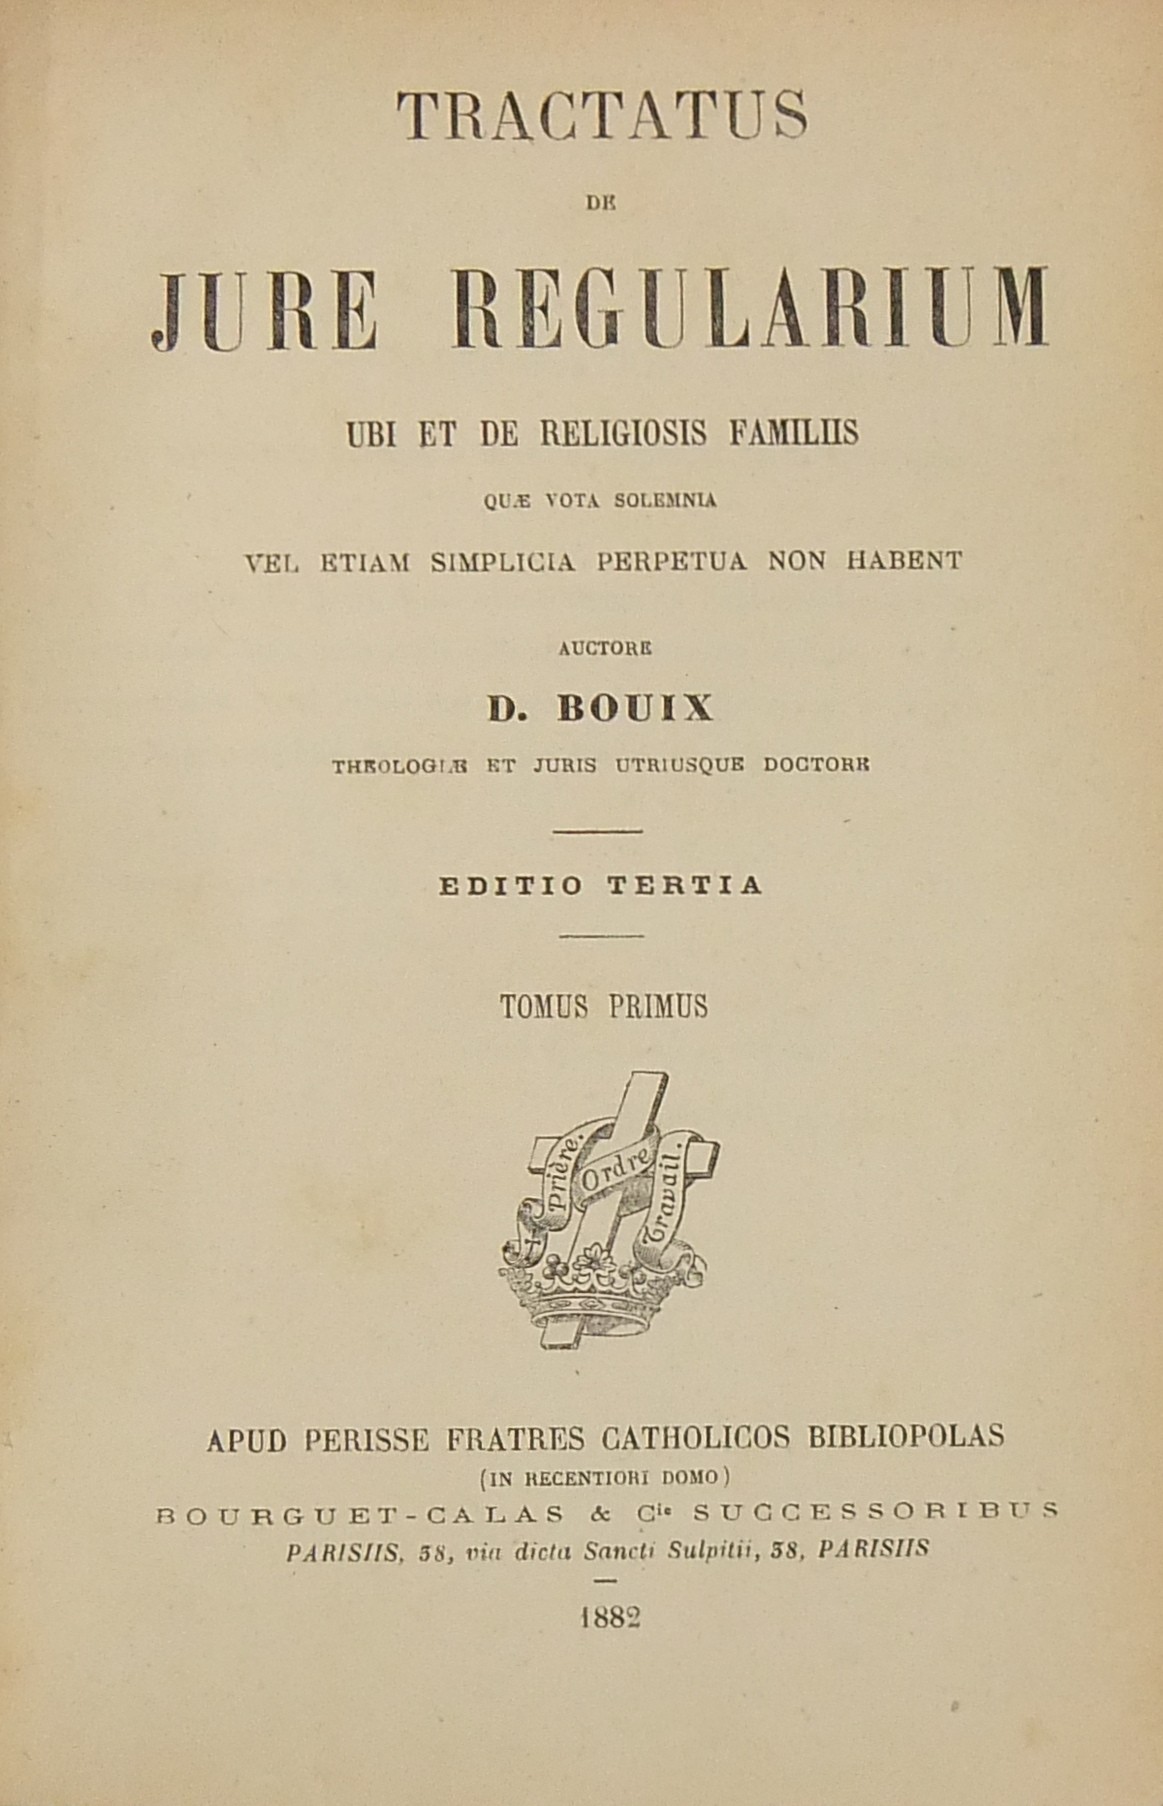 TRACTATUS
DE
JURE REGULARIUM
UBI ET DE RELIGIOSIS FAMILIIS
QUÆ VOTA SOLEMNIA
VEL ETIAM SIMPLICIA PERPETUA NON HABENT
AUCTORE
D. BOUIX
THEOLOGIÆ ET JURIS UTRIUSQUE DOCTORE
EDITIO TERTIA
TOMUS PRIMUS
Prière.
Ordre
Travail.
APUD PERISSE FRATRES CATHOLICOS BIBLIOPOLAS
(IN RECENTIORI DOMO)
BOURGUET-CALAS & Cie SUCCESSORIBUS
PARISIIS, 38, via dicta Sancti Sulpitii, 38, PARISIIS
1882